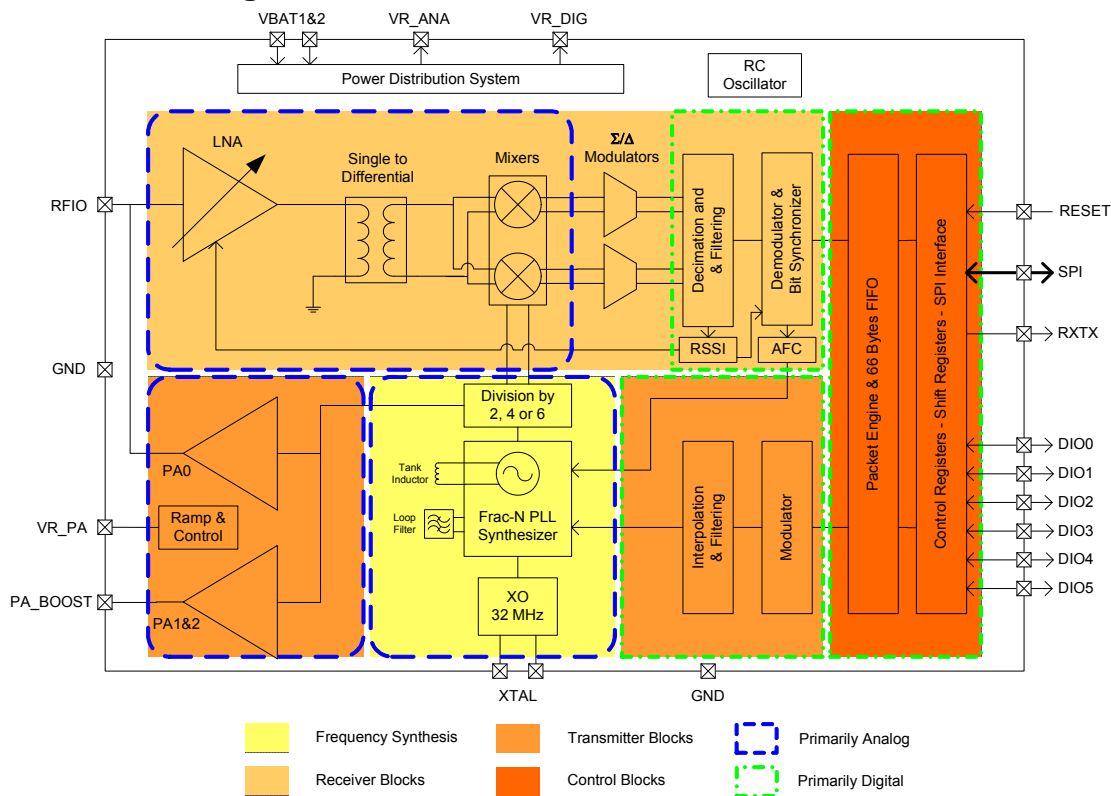 VBAT1&2
VR_ANA
VR_DIG
Power Distribution System
RC
Oscillator
LNA
Single to
Differential
Mixers
Σ/Δ
Modulators
RFIO
Decimation and
& Filtering
Demodulator &
Bit Synchronizer
RSSI
AFC
Packet Engine & 66 Bytes FIFO
Control Registers - Shift Registers - SPI Interface
RESET
SPI
RXTX
GND
Division by
2, 4 or 6
PA0
Tank
Inductor
Loop
Filter
Frac-N PLL
Synthesizer
Interpolation
& Filtering
Modulator
DIO0
DIO1
DIO2
DIO3
DIO4
DIO5
VR_PA
Ramp &
Control
PA_BOOST
PA1&2
XO
32 MHz
XTAL
GND
Frequency Synthesis
Transmitter Blocks
Primarily Analog
Receiver Blocks
Control Blocks
Primarily Digital